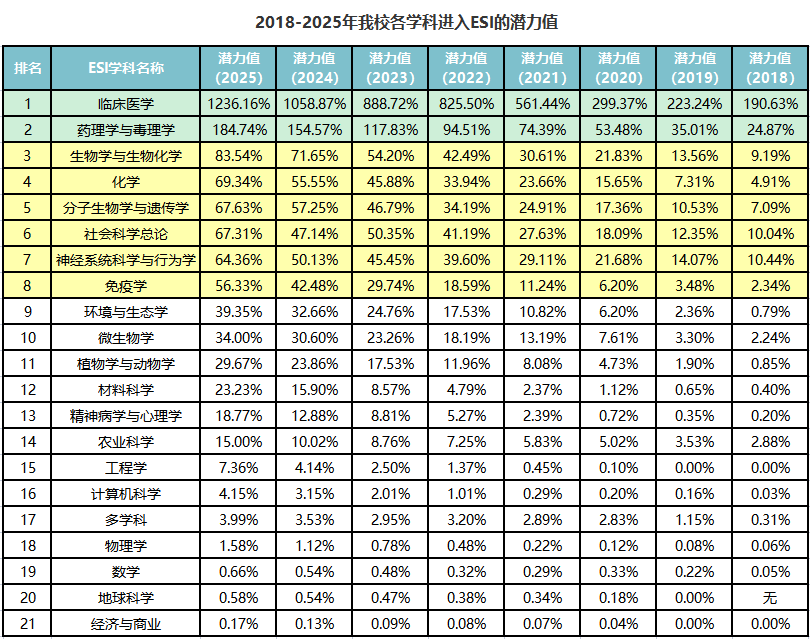 2018-2025年我校各学科进入ESI的潜力值
排名 ESI学科名称 潜力值（2025） 潜力值（2024） 潜力值（2023） 潜力值（2022） 潜力值（2021） 潜力值（2020） 潜力值（2019） 潜力值（2018）
1 临床医学 1236.16% 1058.87% 888.72% 825.50% 561.44% 299.37% 223.24% 190.63%
2 药理学与毒理学 184.74% 154.57% 117.83% 94.51% 74.39% 53.48% 35.01% 24.87%
3 生物学与生物化学 83.54% 71.65% 54.20% 42.49% 30.61% 21.83% 13.56% 9.19%
4 化学 69.34% 55.55% 45.88% 33.94% 23.66% 15.65% 7.31% 4.91%
5 分子生物学与遗传学 67.63% 57.25% 46.79% 34.19% 24.91% 17.36% 10.53% 7.09%
6 社会科学总论 67.31% 47.14% 50.35% 41.19% 27.63% 18.09% 12.35% 10.04%
7 神经系统科学与行为学 64.36% 50.13% 45.45% 39.60% 29.11% 21.68% 14.07% 10.44%
8 免疫学 56.33% 42.48% 29.74% 18.59% 11.24% 6.20% 3.48% 2.34%
9 环境与生态学 39.35% 32.66% 24.76% 17.53% 10.82% 6.20% 2.36% 0.79%
10 微生物学 34.00% 30.60% 23.26% 18.19% 13.19% 7.61% 3.30% 2.24%
11 植物学与动物学 29.67% 23.86% 17.53% 11.96% 8.08% 4.73% 1.90% 0.85%
12 材料科学 23.23% 15.90% 8.57% 4.79% 2.37% 1.12% 0.65% 0.40%
13 精神病学与心理学 18.77% 12.88% 8.81% 5.27% 2.39% 0.72% 0.35% 0.20%
14 农业科学 15.00% 10.02% 8.76% 7.25% 5.83% 5.02% 3.53% 2.88%
15 工程学 7.36% 4.14% 2.50% 1.37% 0.45% 0.10% 0.00% 0.00%
16 计算机科学 4.15% 3.15% 2.01% 1.01% 0.29% 0.20% 0.16% 0.03%
17 多学科 3.99% 3.53% 2.95% 3.20% 2.89% 2.83% 1.15% 0.31%
18 物理学 1.58% 1.12% 0.78% 0.48% 0.22% 0.12% 0.08% 0.06%
19 数学 0.66% 0.54% 0.48% 0.32% 0.29% 0.33% 0.22% 0.05%
20 地球科学 0.58% 0.54% 0.47% 0.38% 0.34% 0.18% 0.00% 无
21 经济与商业 0.17% 0.13% 0.09% 0.08% 0.07% 0.04% 0.00% 0.00%